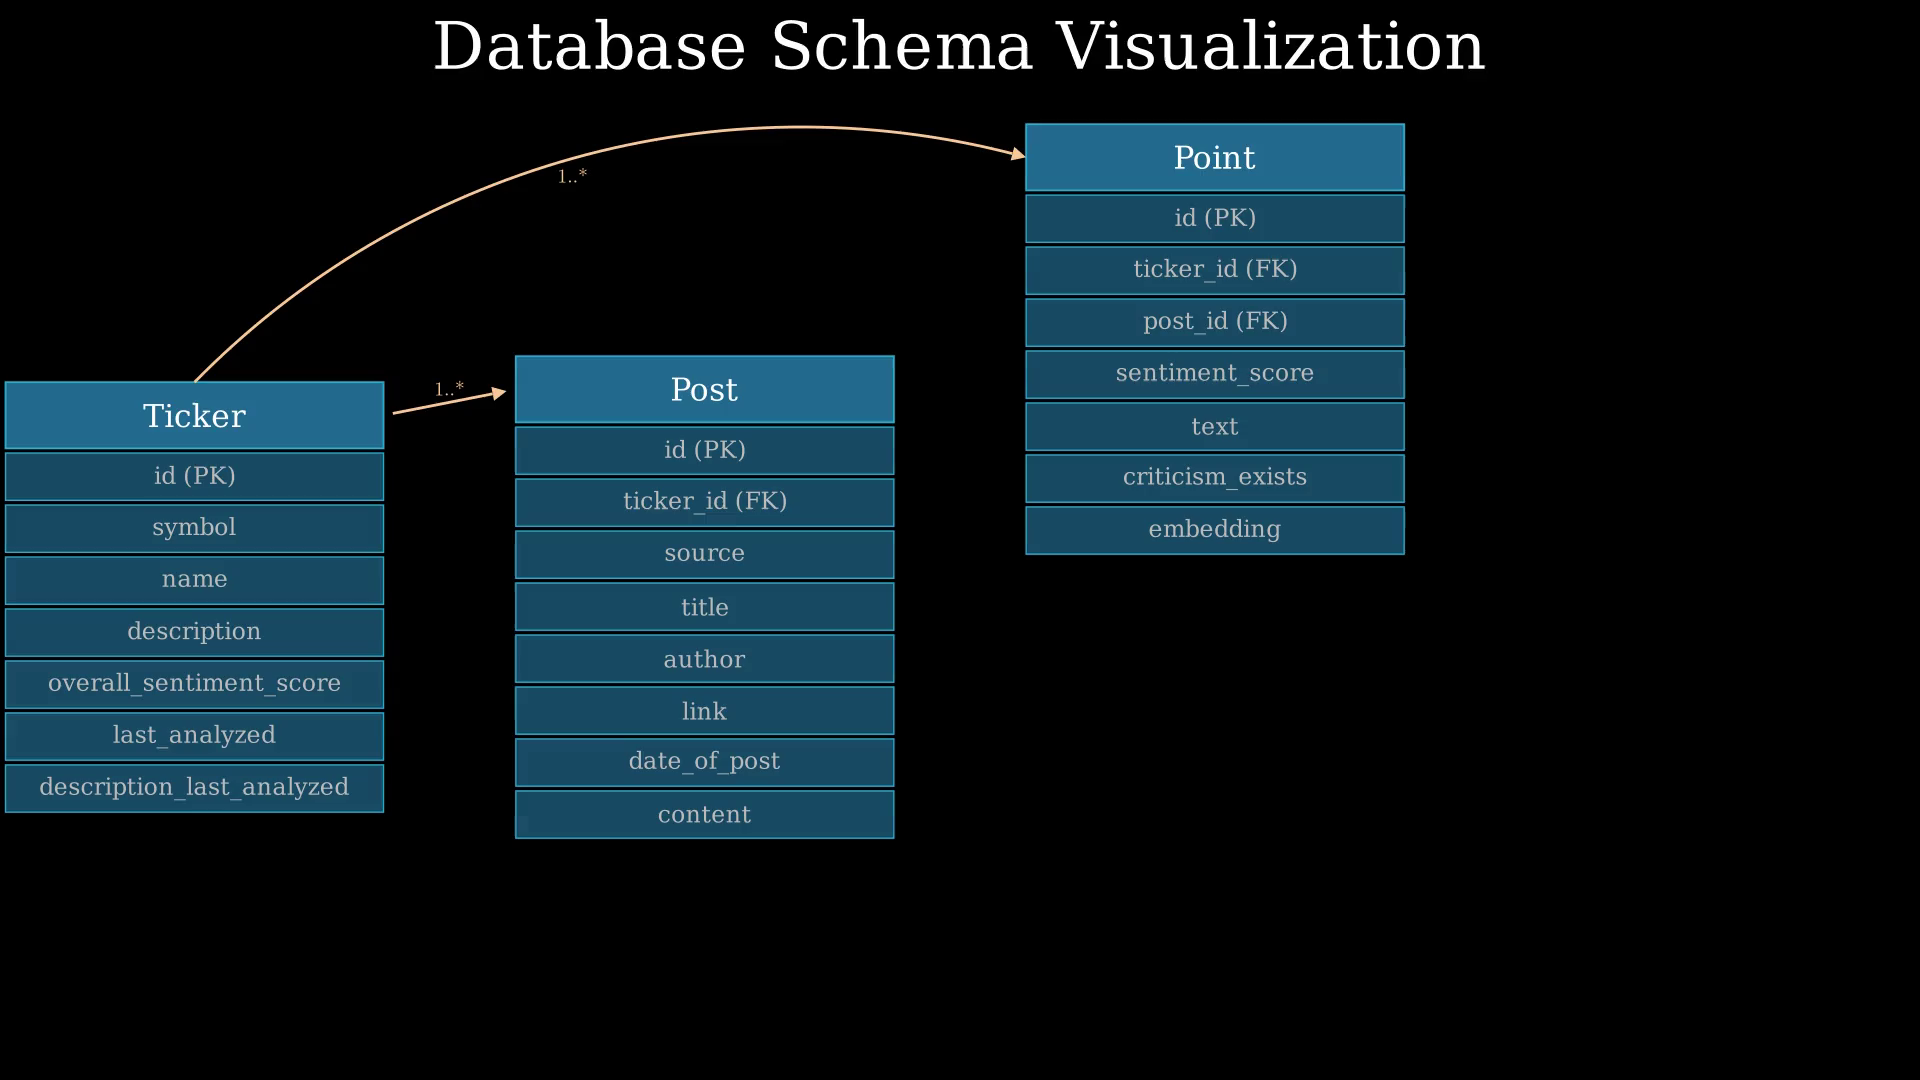 Database Schema Visualization
1..*
1..*
Ticker
id (PK)
symbol
name
description
overall_sentiment_score
last_analyzed
description_last_analyzed
Post
id (PK)
ticker_id (FK)
source
title
author
link
date_of_post
content
Point
id (PK)
ticker_id (FK)
post_id (FK)
sentiment_score
text
criticism_exists
embedding